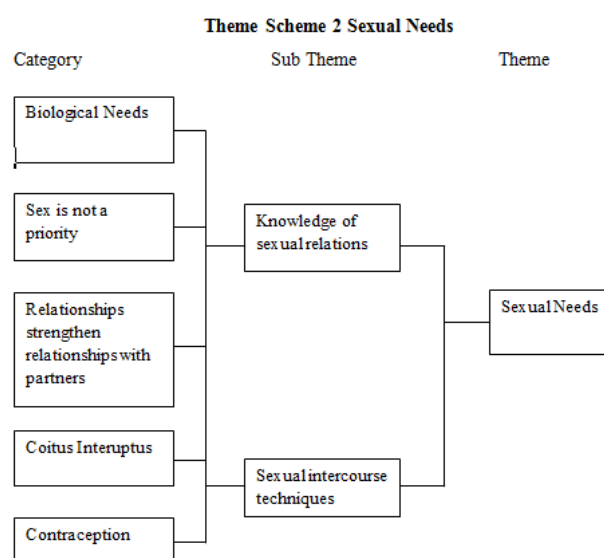 Theme Scheme 2 Sexual Needs
Category
Sub Theme
Theme
Biological Needs
Sex is not a
priority
Relationships
strengthen
relationships with
partners
Coitus Interuptus
Contraception
Knowledge of
sexual relations
Sexual intercourse
techniques
Sexual Needs